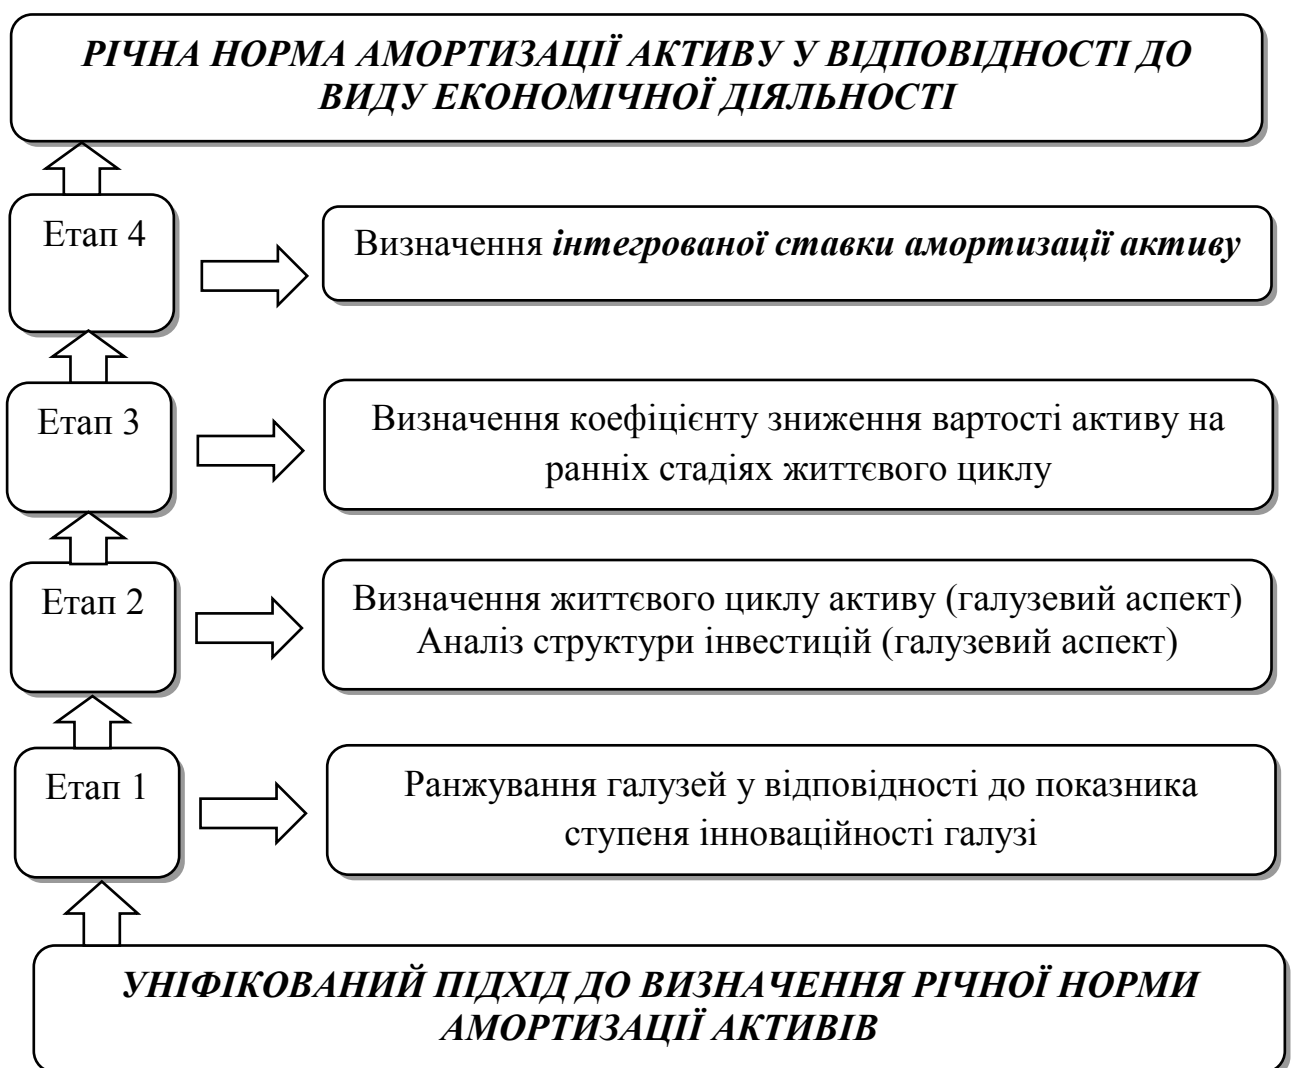 РІЧНА НОРМА АМОРТИЗАЦІЇ АКТИВУ У ВІДПОВІДНОСТІ ДО
ВИДУ ЕКОНОМІЧНОЇ ДІЯЛЬНОСТІ
Етап 4
Визначення інтегрованої ставки амортизації активу
Етап 3
Визначення коефіцієнту зниження вартості активу на
ранніх стадіях життєвого циклу
Етап 2
Визначення життєвого циклу активу (галузевий аспект)
Аналіз структури інвестицій (галузевий аспект)
Етап 1
Ранжування галузей у відповідності до показника
ступеня інноваційності галузі
УНІФІКОВАНИЙ ПІДХІД ДО ВИЗНАЧЕННЯ РІЧНОЇ НОРМИ
АМОРТИЗАЦІЇ АКТИВІВ